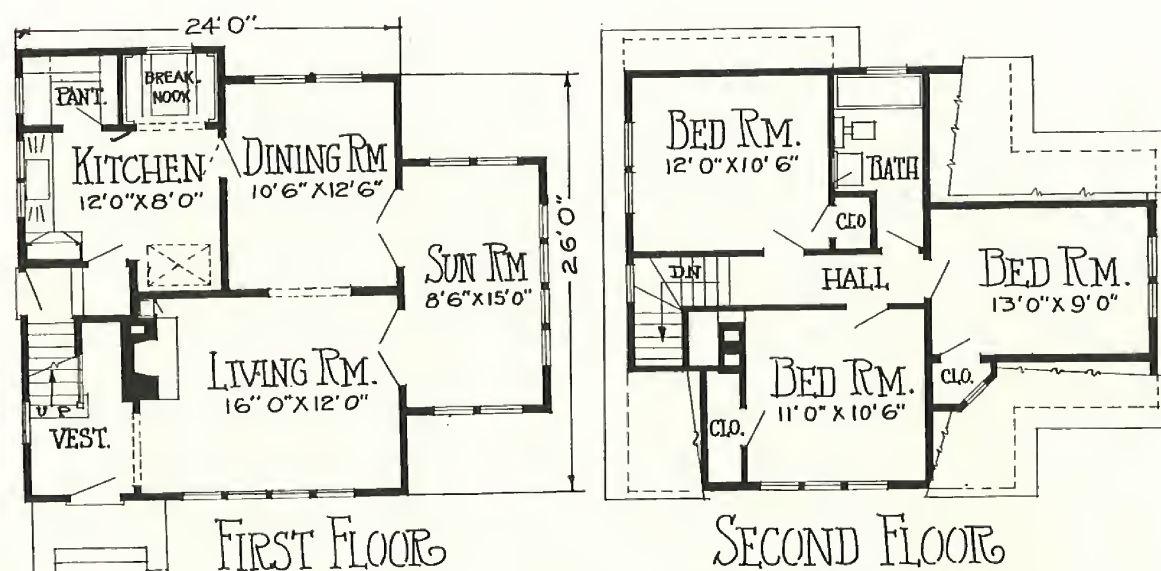 24'0"
PANT.
BREAK.
NOOK
KITCHEN
12'0"X8'0"
DINING RM
10'6"X12'6"
SUN RM
8'6"X15'0"
26'0"
LIVING RM.
16'0"X12'0"
UP
VEST.
FIRST FLOOR
BED RM.
12'0"X10'6"
BATH
CLO
DN
HALL
BED RM.
13'0"X9'0"
CLO.
BED RM.
11'0"X10'6"
CLO.
SECOND FLOOR